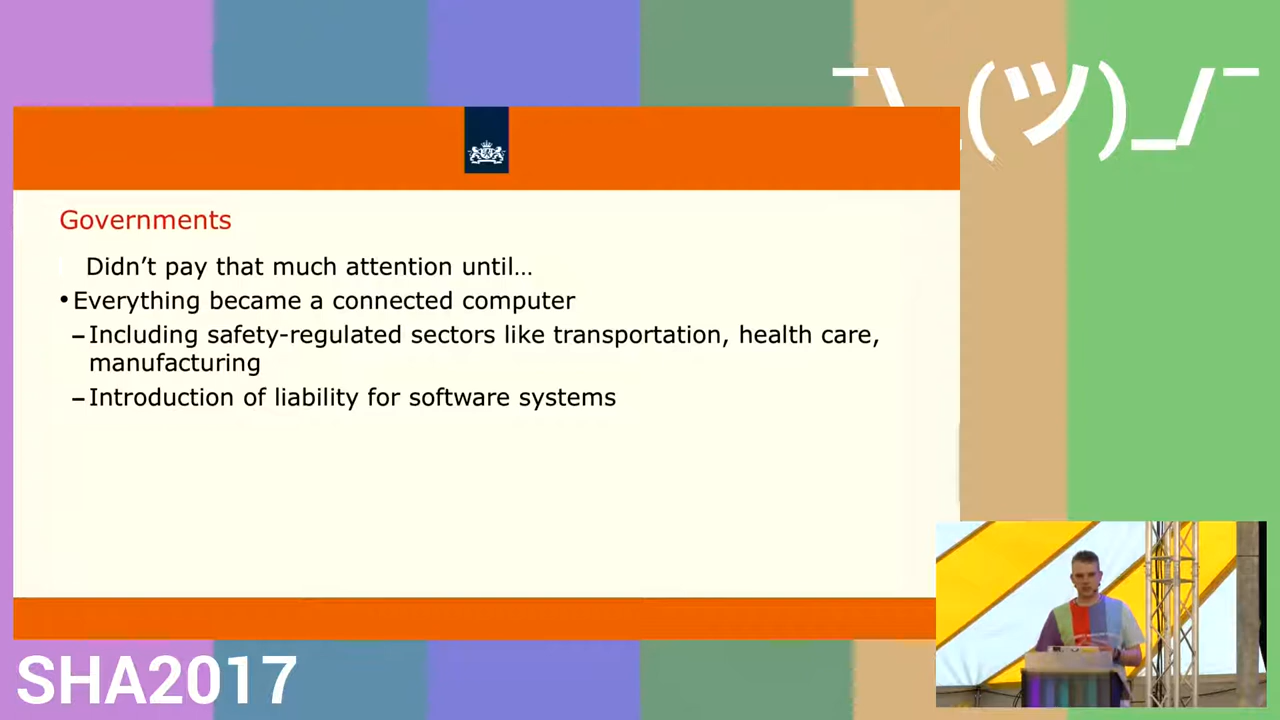 ¯\_(ツ)_/¯
Governments
Didn't pay that much attention until…
•Everything became a connected computer
–Including safety-regulated sectors like transportation, health care,
manufacturing
–Introduction of liability for software systems
SHA2017